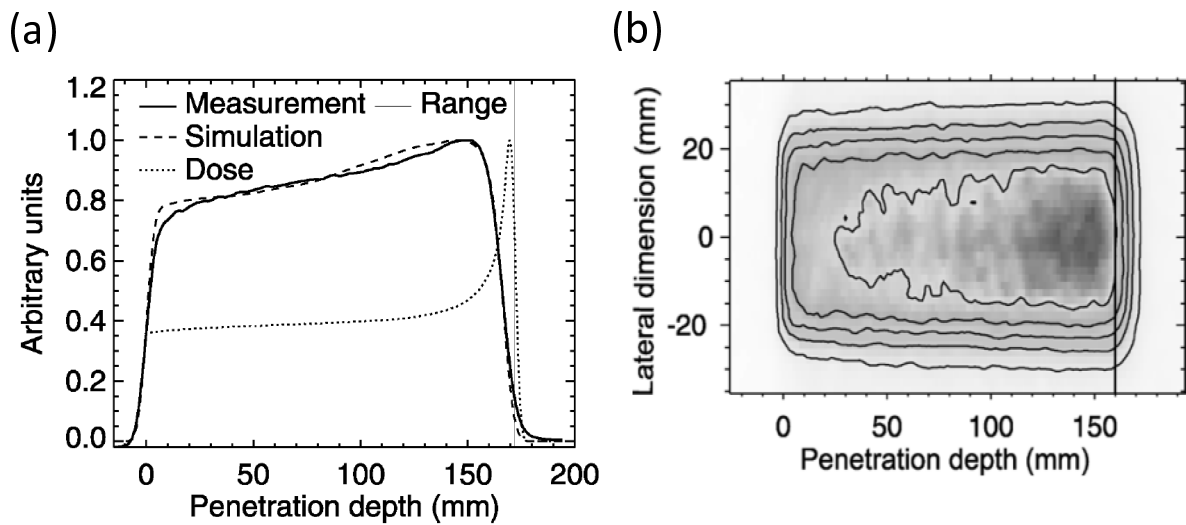 (a)
1.2
1.0
0.8
0.6
0.4
0.2
0.0
Arbitrary units
Measurement
Range
Simulation
Dose
0 50 100 150 200
Penetration depth (mm)
(b)
20
0
-20
Lateral dimension (mm)
0 50 100 150
Penetration depth (mm)